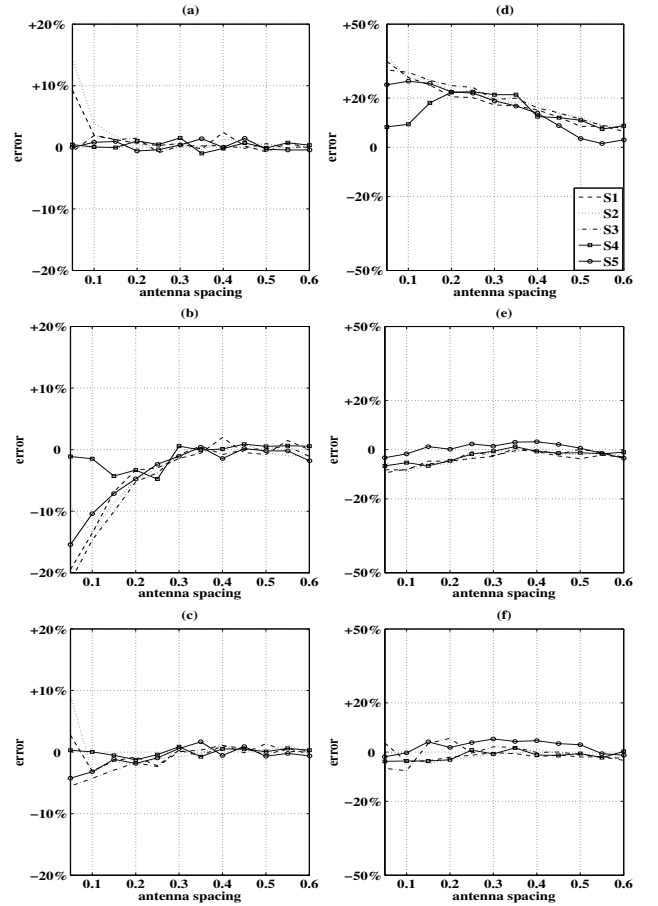 (a)
+20%
+10%
0
−10%
−20%
error
0.1 0.2 0.3 0.4 0.5 0.6
antenna spacing
(d)
+50%
+20%
0
−20%
−50%
error
S1
S2
S3
S4
S5
0.1 0.2 0.3 0.4 0.5 0.6
antenna spacing
(b)
+20%
+10%
0
−10%
−20%
error
0.1 0.2 0.3 0.4 0.5 0.6
antenna spacing
(e)
+50%
+20%
0
−20%
−50%
error
0.1 0.2 0.3 0.4 0.5 0.6
antenna spacing
(c)
+20%
+10%
0
−10%
−20%
error
0.1 0.2 0.3 0.4 0.5 0.6
antenna spacing
(f)
+50%
+20%
0
−20%
−50%
error
0.1 0.2 0.3 0.4 0.5 0.6
antenna spacing